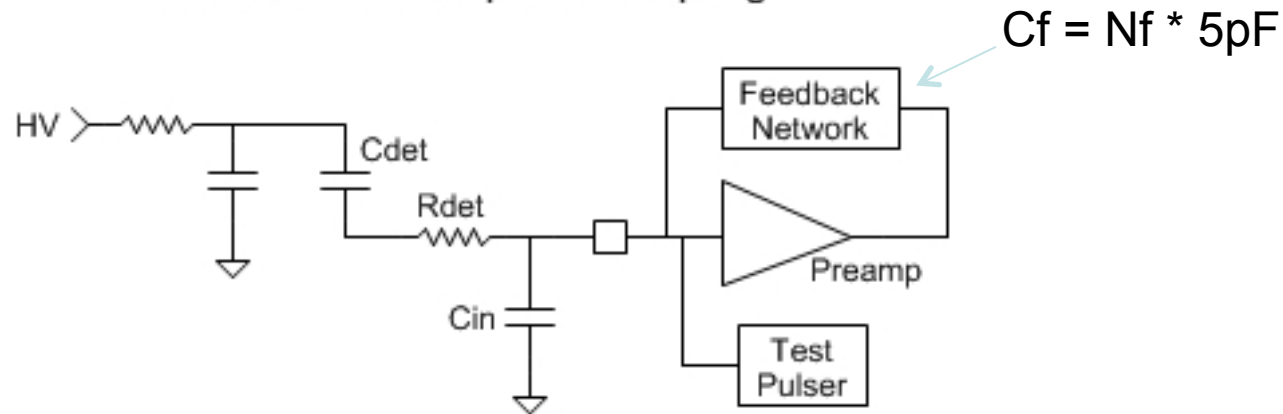 Cf = Nf * 5pF
Feedback
Network
HV
Cdet
Rdet
Preamp
Cin
Test
Pulser